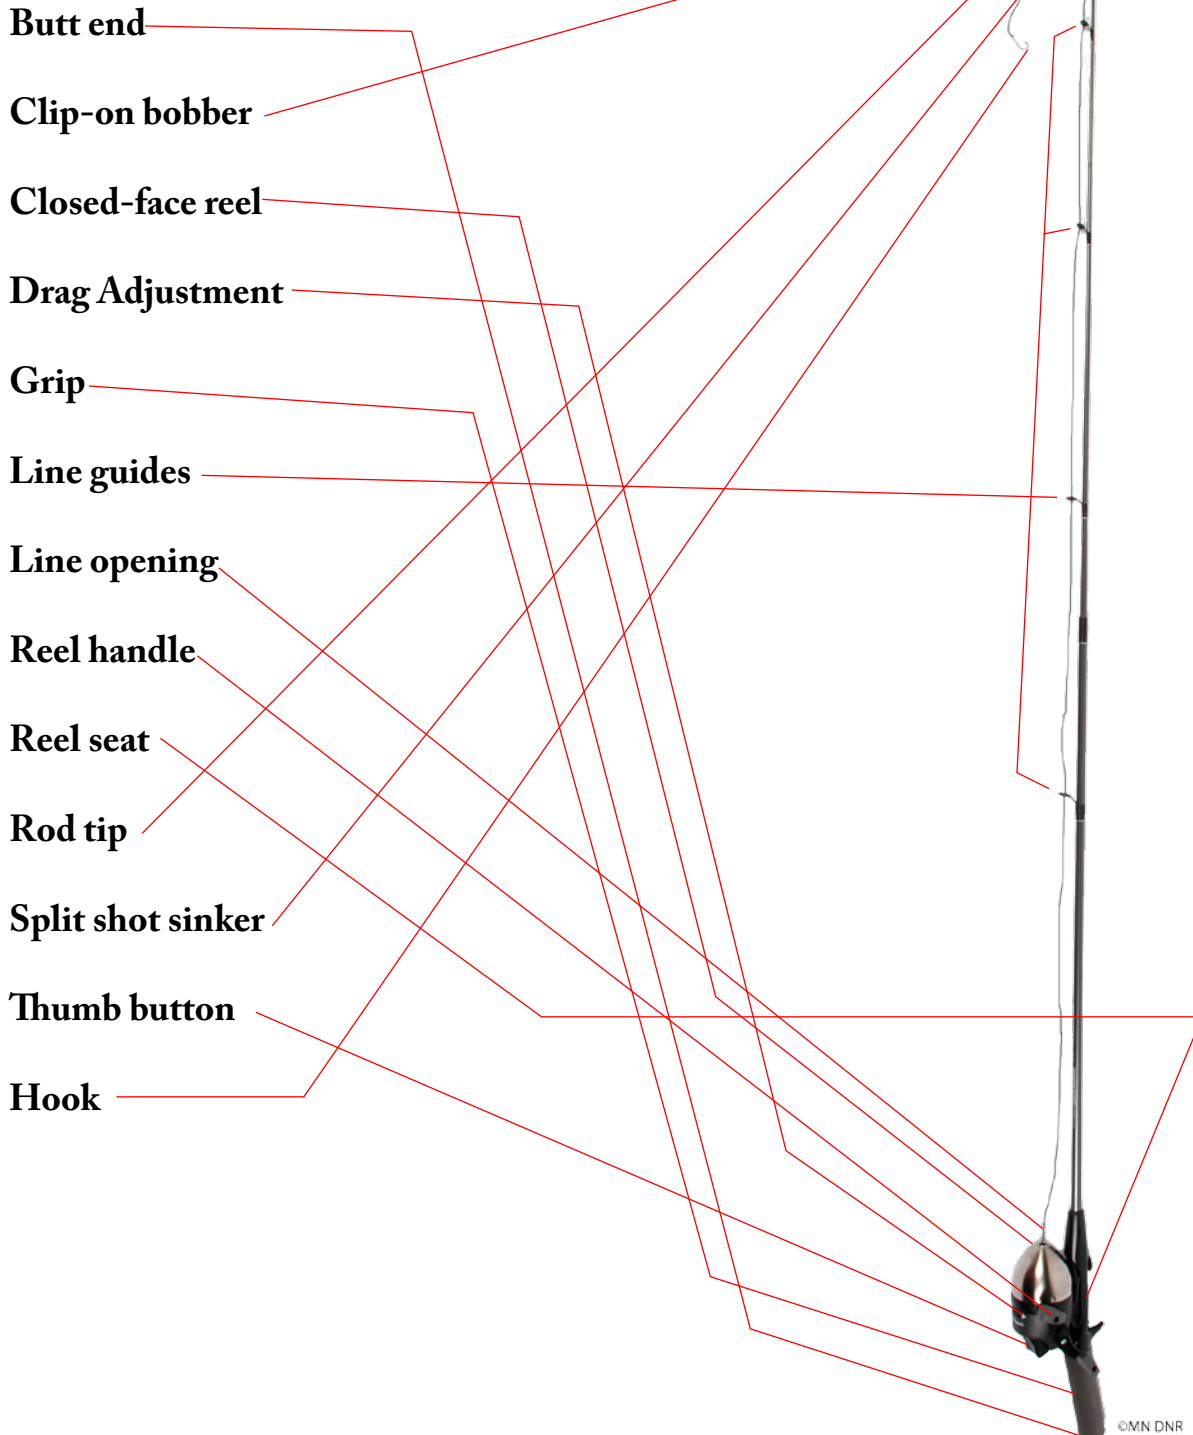 Butt end
Clip-on bobber
Closed-face reel
Drag Adjustment
Grip
Line guides
Line opening
Reel handle
Reel seat
Rod tip
Split shot sinker
Thumb button
Hook
©MN DNR